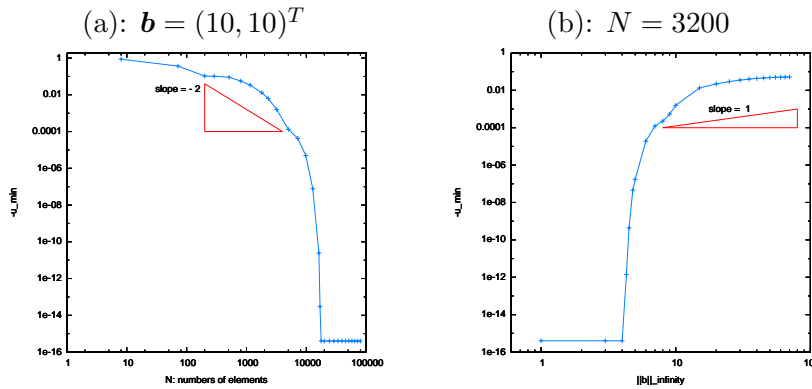 (a): b = (10, 10)^T
(b): N = 3200
1
0.01
0.0001
1e-06
1e-08
1e-10
1e-12
1e-14
1e-16
-u_min
slope = - 2
1 10 100 1000 10000 100000
N: numbers of elements
1
0.01
0.0001
1e-06
1e-08
1e-10
1e-12
1e-14
1e-16
-u_min
slope = 1
1 10
||b||_infinity